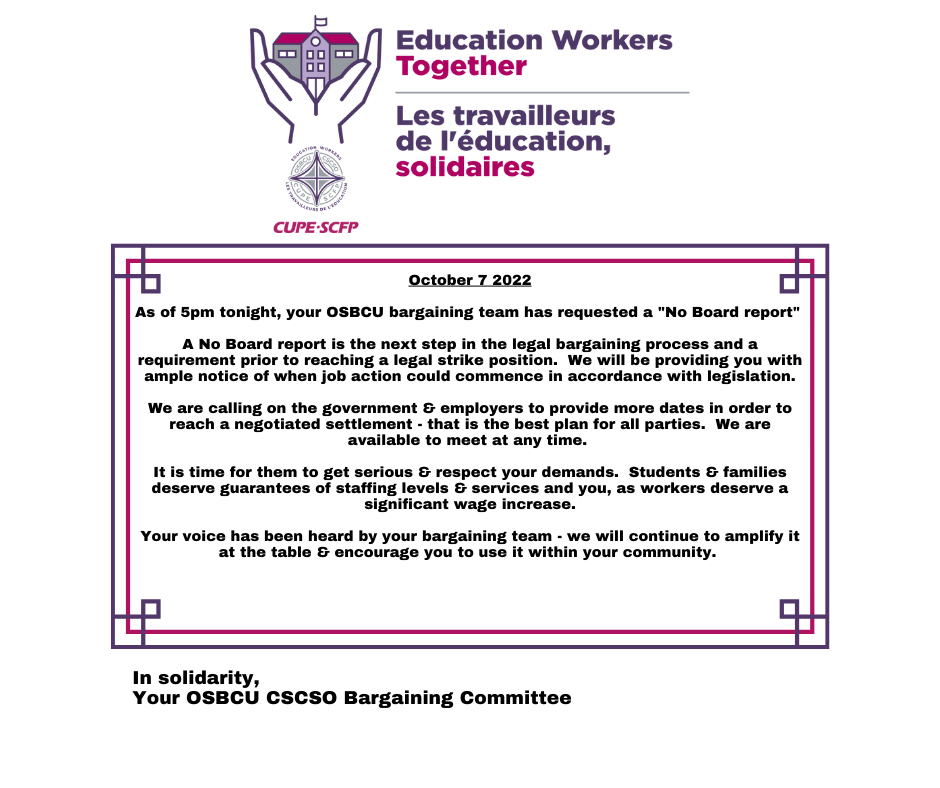 Education Workers
Together
Les travailleurs
de l'éducation,
solidaires
EDUCATION WORKERS
OSBCU CSCSO
CUPE SCFP
LES TRAVAILLEURS DE L'ÉDUCATION
CUPE·SCFP
October 7 2022
As of 5pm tonight, your OSBCU bargaining team has requested a "No Board report"
A No Board report is the next step in the legal bargaining process and a
requirement prior to reaching a legal strike position.  We will be providing you with
ample notice of when job action could commence in accordance with legislation.
We are calling on the government & employers to provide more dates in order to
reach a negotiated settlement - that is the best plan for all parties.  We are
available to meet at any time.
It is time for them to get serious & respect your demands.  Students & families
deserve guarantees of staffing levels & services and you, as workers deserve a
significant wage increase.
Your voice has been heard by your bargaining team - we will continue to amplify it
at the table & encourage you to use it within your community.
In solidarity,
Your OSBCU CSCSO Bargaining Committee